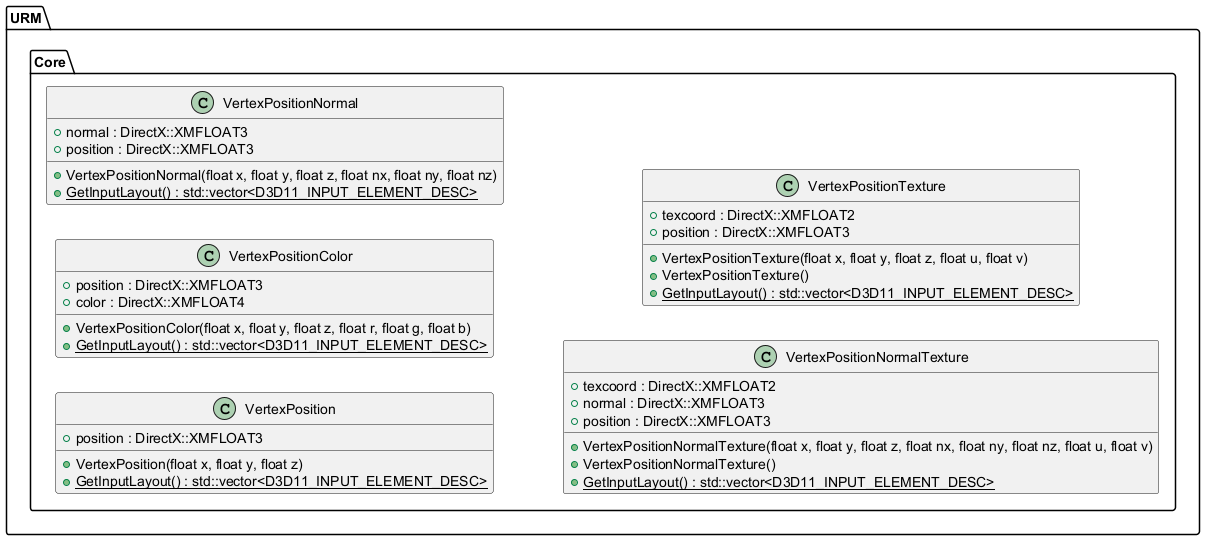 URM
Core
C VertexPositionNormal
normal : DirectX::XMFLOAT3
position : DirectX::XMFLOAT3
VertexPositionNormal(float x, float y, float z, float nx, float ny, float nz)
GetInputLayout() : std::vector<D3D11_INPUT_ELEMENT_DESC>
C VertexPositionColor
position : DirectX::XMFLOAT3
color : DirectX::XMFLOAT4
VertexPositionColor(float x, float y, float z, float r, float g, float b)
GetInputLayout() : std::vector<D3D11_INPUT_ELEMENT_DESC>
C VertexPosition
position : DirectX::XMFLOAT3
VertexPosition(float x, float y, float z)
GetInputLayout() : std::vector<D3D11_INPUT_ELEMENT_DESC>
C VertexPositionTexture
texcoord : DirectX::XMFLOAT2
position : DirectX::XMFLOAT3
VertexPositionTexture(float x, float y, float z, float u, float v)
VertexPositionTexture()
GetInputLayout() : std::vector<D3D11_INPUT_ELEMENT_DESC>
C VertexPositionNormalTexture
texcoord : DirectX::XMFLOAT2
normal : DirectX::XMFLOAT3
position : DirectX::XMFLOAT3
VertexPositionNormalTexture(float x, float y, float z, float nx, float ny, float nz, float u, float v)
VertexPositionNormalTexture()
GetInputLayout() : std::vector<D3D11_INPUT_ELEMENT_DESC>